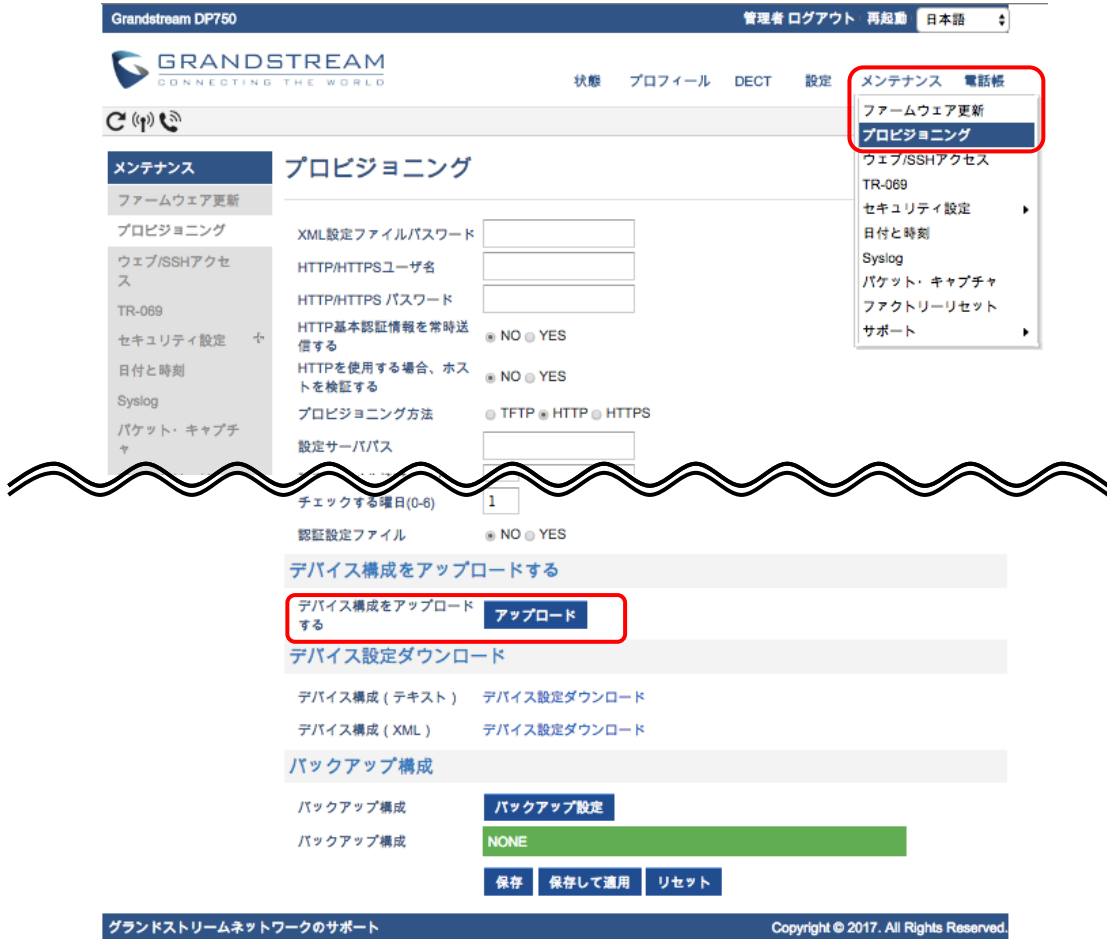 Grandstream DP750
管理者 ログアウト 再起動 日本語
GRANDSTREAM
CONNECTING THE WORLD
状態 プロフィール DECT 設定 メンテナンス 電話帳
ファームウェア更新
プロビジョニング
ウェブ/SSHアクセス
TR-069
セキュリティ設定
日付と時刻
Syslog
パケット・キャプチャ
ファクトリーリセット
サポート
メンテナンス
ファームウェア更新
プロビジョニング
ウェブ/SSHアクセ
ス
TR-069
セキュリティ設定
日付と時刻
Syslog
パケット・キャプチ
ャ
プロビジョニング
XML設定ファイルパスワード
HTTP/HTTPSユーザ名
HTTP/HTTPS パスワード
HTTP基本認証情報を常時送
信する
NO YES
HTTPを使用する場合、ホス
トを検証する
NO YES
プロビジョニング方法 TFTP HTTP HTTPS
設定サーバパス
チェックする曜日(0-6) 1
認証設定ファイル NO YES
デバイス構成をアップロードする
デバイス構成をアップロード
する
アップロード
デバイス設定ダウンロード
デバイス構成 ( テキスト ) デバイス設定ダウンロード
デバイス構成 ( XML ) デバイス設定ダウンロード
バックアップ構成
バックアップ構成 バックアップ設定
バックアップ構成 NONE
保存 保存して適用 リセット
グランドストリームネットワークのサポート Copyright © 2017. All Rights Reserved.